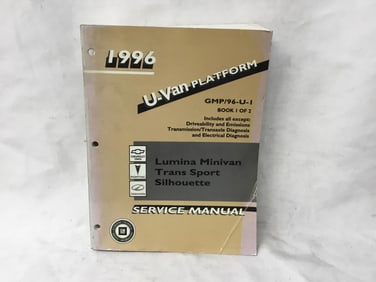 1996
U-Van PLATFORM
GMP/96-U-1
BOOK 1 OF 2
Includes all except:
Driveability and Emissions
Transmission/Transaxle Diagnosis
and Electrical Diagnosis
Lumina Minivan
Trans Sport
Silhouette
SERVICE MANUAL
GM